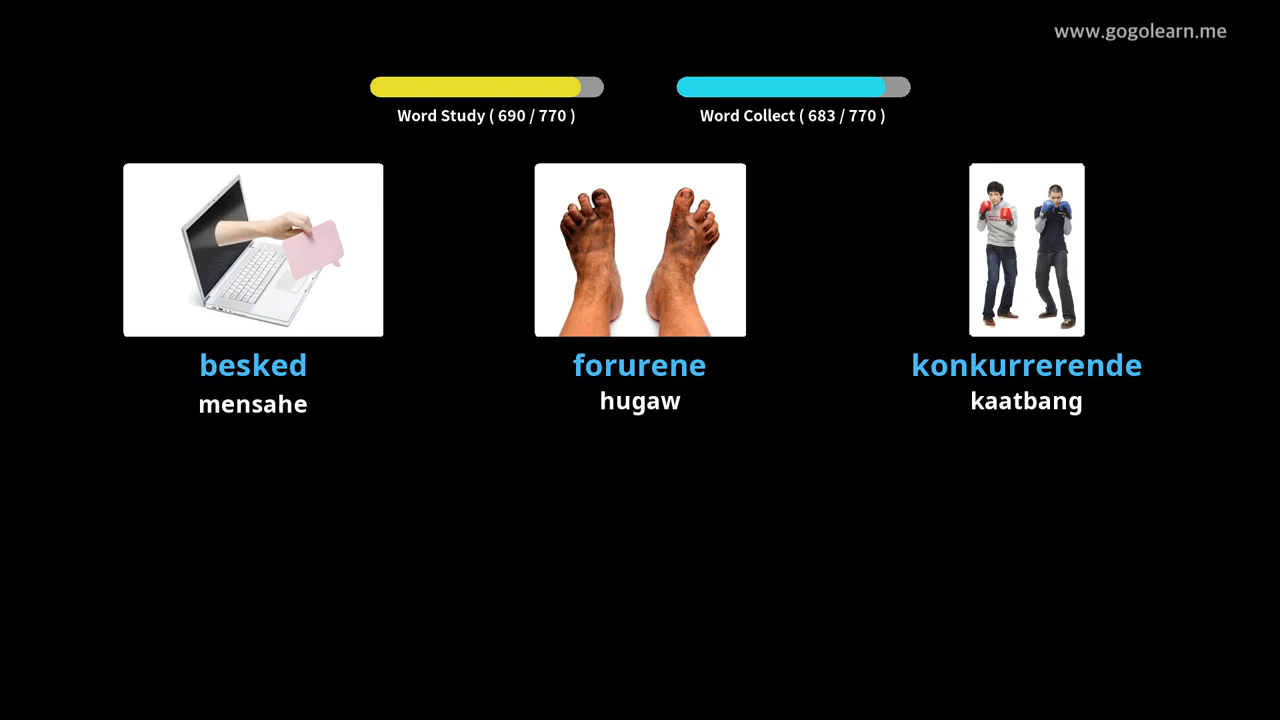 www.gogolearn.me
Word Study ( 690 / 770 )
Word Collect ( 683 / 770 )
besked
mensahe
forurene
hugaw
konkurrerende
kaatbang